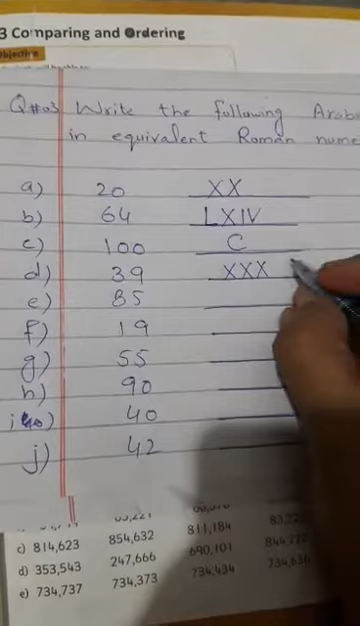 3 Comparing and Ordering
Objective
Q#03 Write the following
in equivalent Roman
a) 20 XX
b) 64 LXIV
c) 100 C
d) 39 XXX
e) 85
f) 19
g) 55
h) 90
40
j) 42
c) 814,623 854,632 811,184
d) 353,543 247,666 690,101
e) 734,737 734,373 734,434